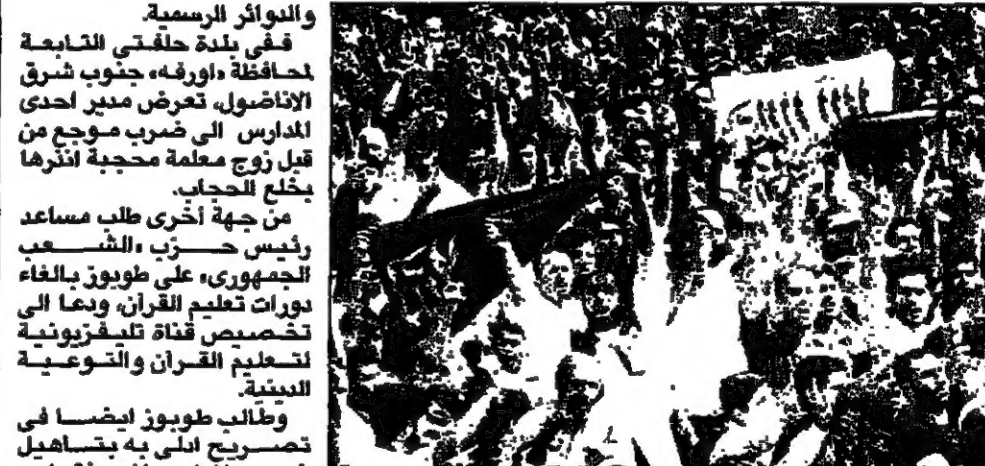 والدوائر الرسمية.
ففي بلدة حلفتي التابعة
لمحافظة «اورفه» جنوب شرق
الاناضول، تعرض مدير احدى
المدارس الى ضرب موجع من
قبل زوج معلمة محجبة انذرها
بخلع الحجاب.
من جهة أخرى طلب مساعد
رئيس حزب «الشعب
الجمهوري» على طوبوز بالغاء
دورات تعليم القرآن، ودعا الى
تخصيص قناة تليفزيونية
لتعليم القرآن والتوعية
الدينية.
وطالب طوبوز ايضا في
تصريح ادلى به بتاهيل